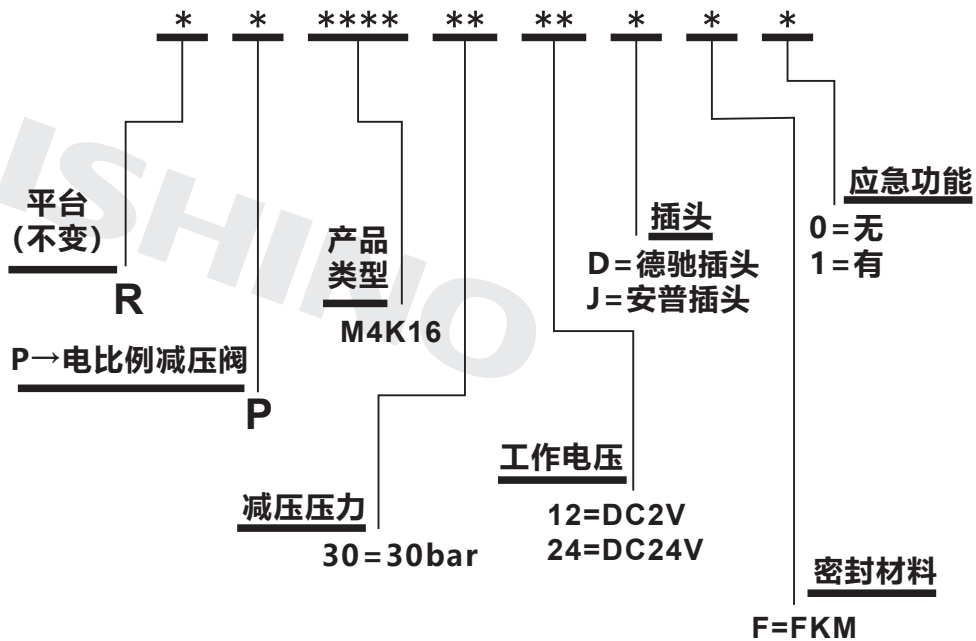 * * **** ** ** * * *
应急功能
0=无
1=有
插头
D=德驰插头
J=安普插头
平台
(不变)
R
产品
类型
M4K16
P→电比例减压阀
P
工作电压
12=DC2V
24=DC24V
减压压力
30=30bar
密封材料
F=FKM
ISHINO